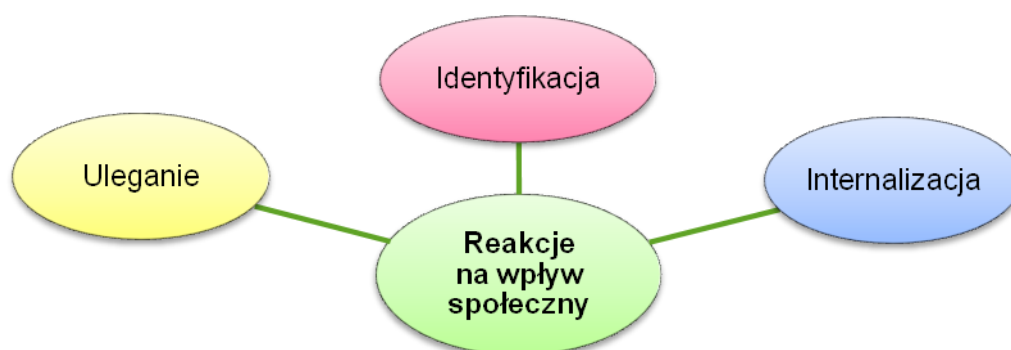 Identyfikacja
Uleganie
Internalizacja
Reakcje
na wpływ
społeczny